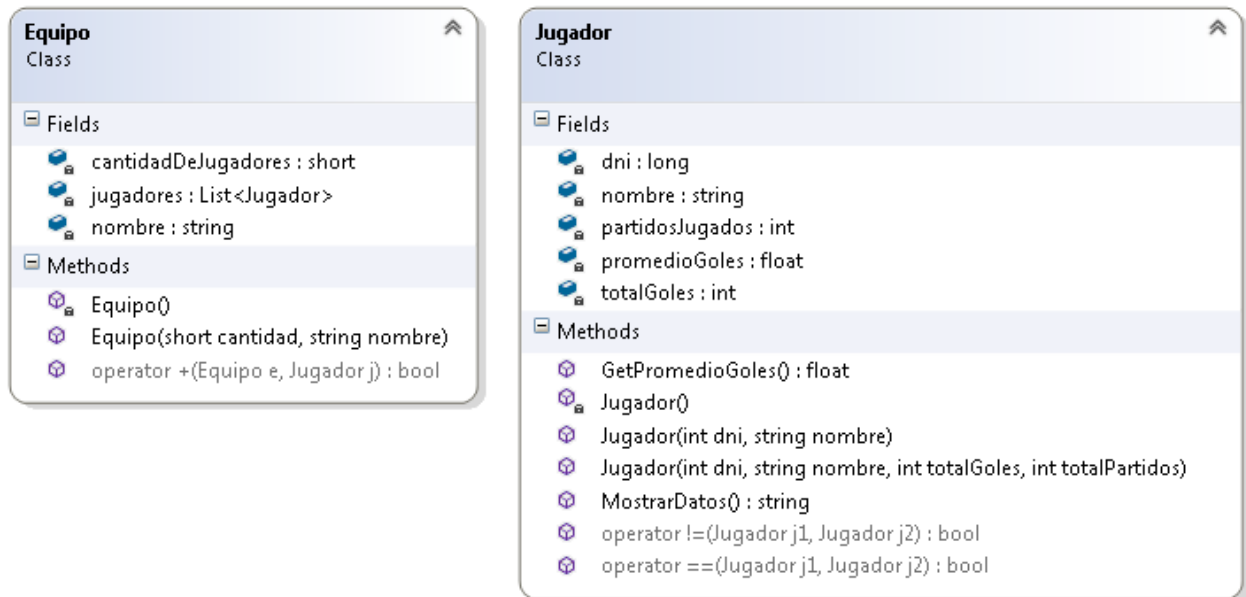 Equipo
Class
Fields
cantidadDeJugadores : short
jugadores : List<Jugador>
nombre : string
Methods
Equipo()
Equipo(short cantidad, string nombre)
operator +(Equipo e, Jugador j) : bool
Jugador
Class
Fields
dni : long
nombre : string
partidosJugados : int
promedioGoles : float
totalGoles : int
Methods
GetPromedioGoles() : float
Jugador()
Jugador(int dni, string nombre)
Jugador(int dni, string nombre, int totalGoles, int totalPartidos)
MostrarDatos() : string
operator !=(Jugador j1, Jugador j2) : bool
operator ==(Jugador j1, Jugador j2) : bool